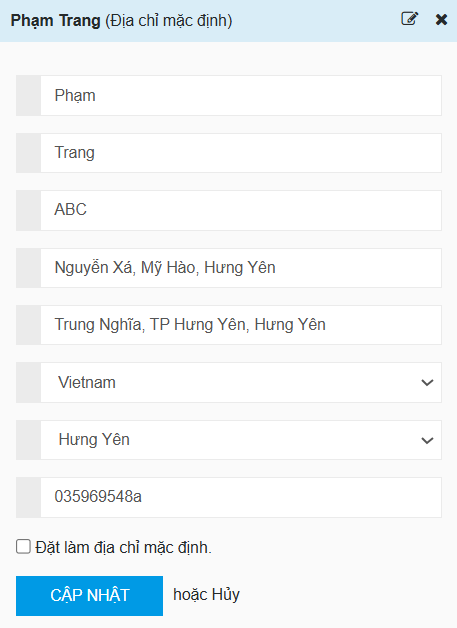 Phạm Trang (Địa chỉ mặc định)
Phạm
Trang
ABC
Nguyễn Xá, Mỹ Hào, Hưng Yên
Trung Nghĩa, TP Hưng Yên, Hưng Yên
Vietnam
Hưng Yên
035969548a
Đặt làm địa chỉ mặc định.
CẬP NHẬT hoặc Hủy